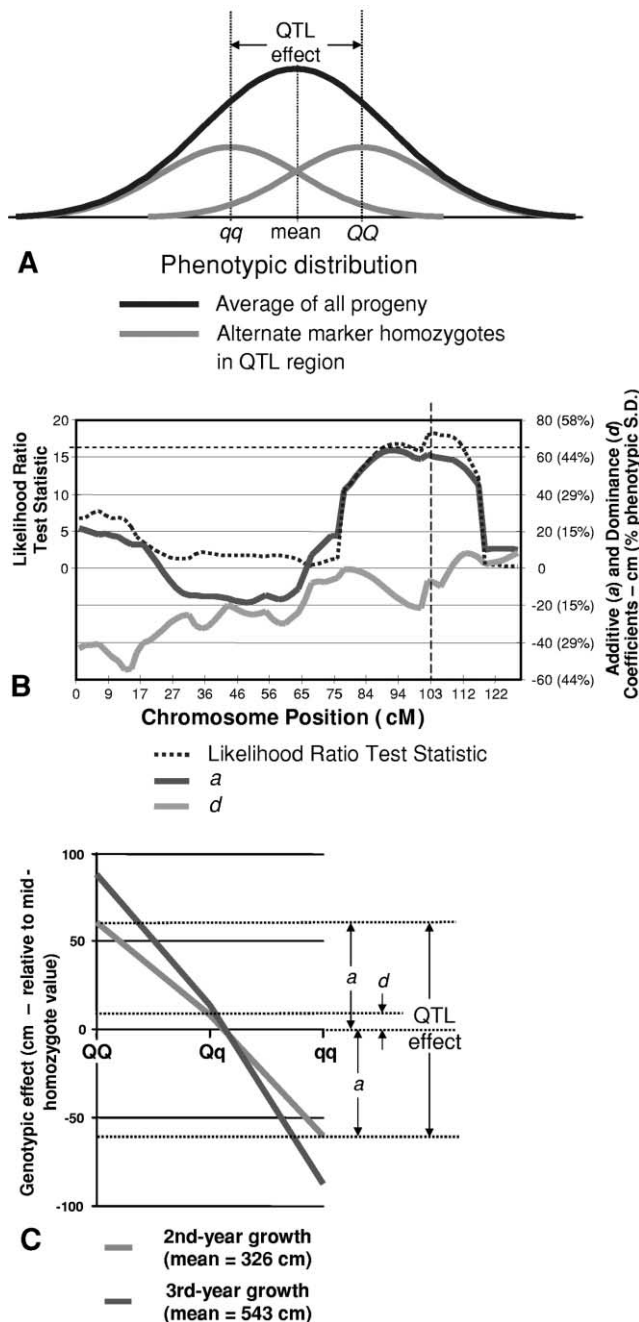 QTL
effect
qq mean QQ
A
Phenotypic distribution
Average of all progeny
Alternate marker homozygotes
in QTL region
Likelihood Ratio
Test Statistic
20
15
10
5
0
80 (58%)
60 (44%)
40 (29%)
20 (15%)
0
-20 (15%)
-40 (29%)
-60 (44%)
Additive (a) and Dominance (d)
Coefficients – cm (% phenotypic S.D.)
0 9 17 27 36 46 56 65 75 84 94 103 112 122
B
Chromosome Position (cM)
Likelihood Ratio Test Statistic
a
d
Genotypic effect (cm – relative to mid-
homozygote value)
100
50
0
-50
-100
QQ Qq qq
a
d
QTL
effect
a
C
2nd-year growth
(mean = 326 cm)
3rd-year growth
(mean = 543 cm)